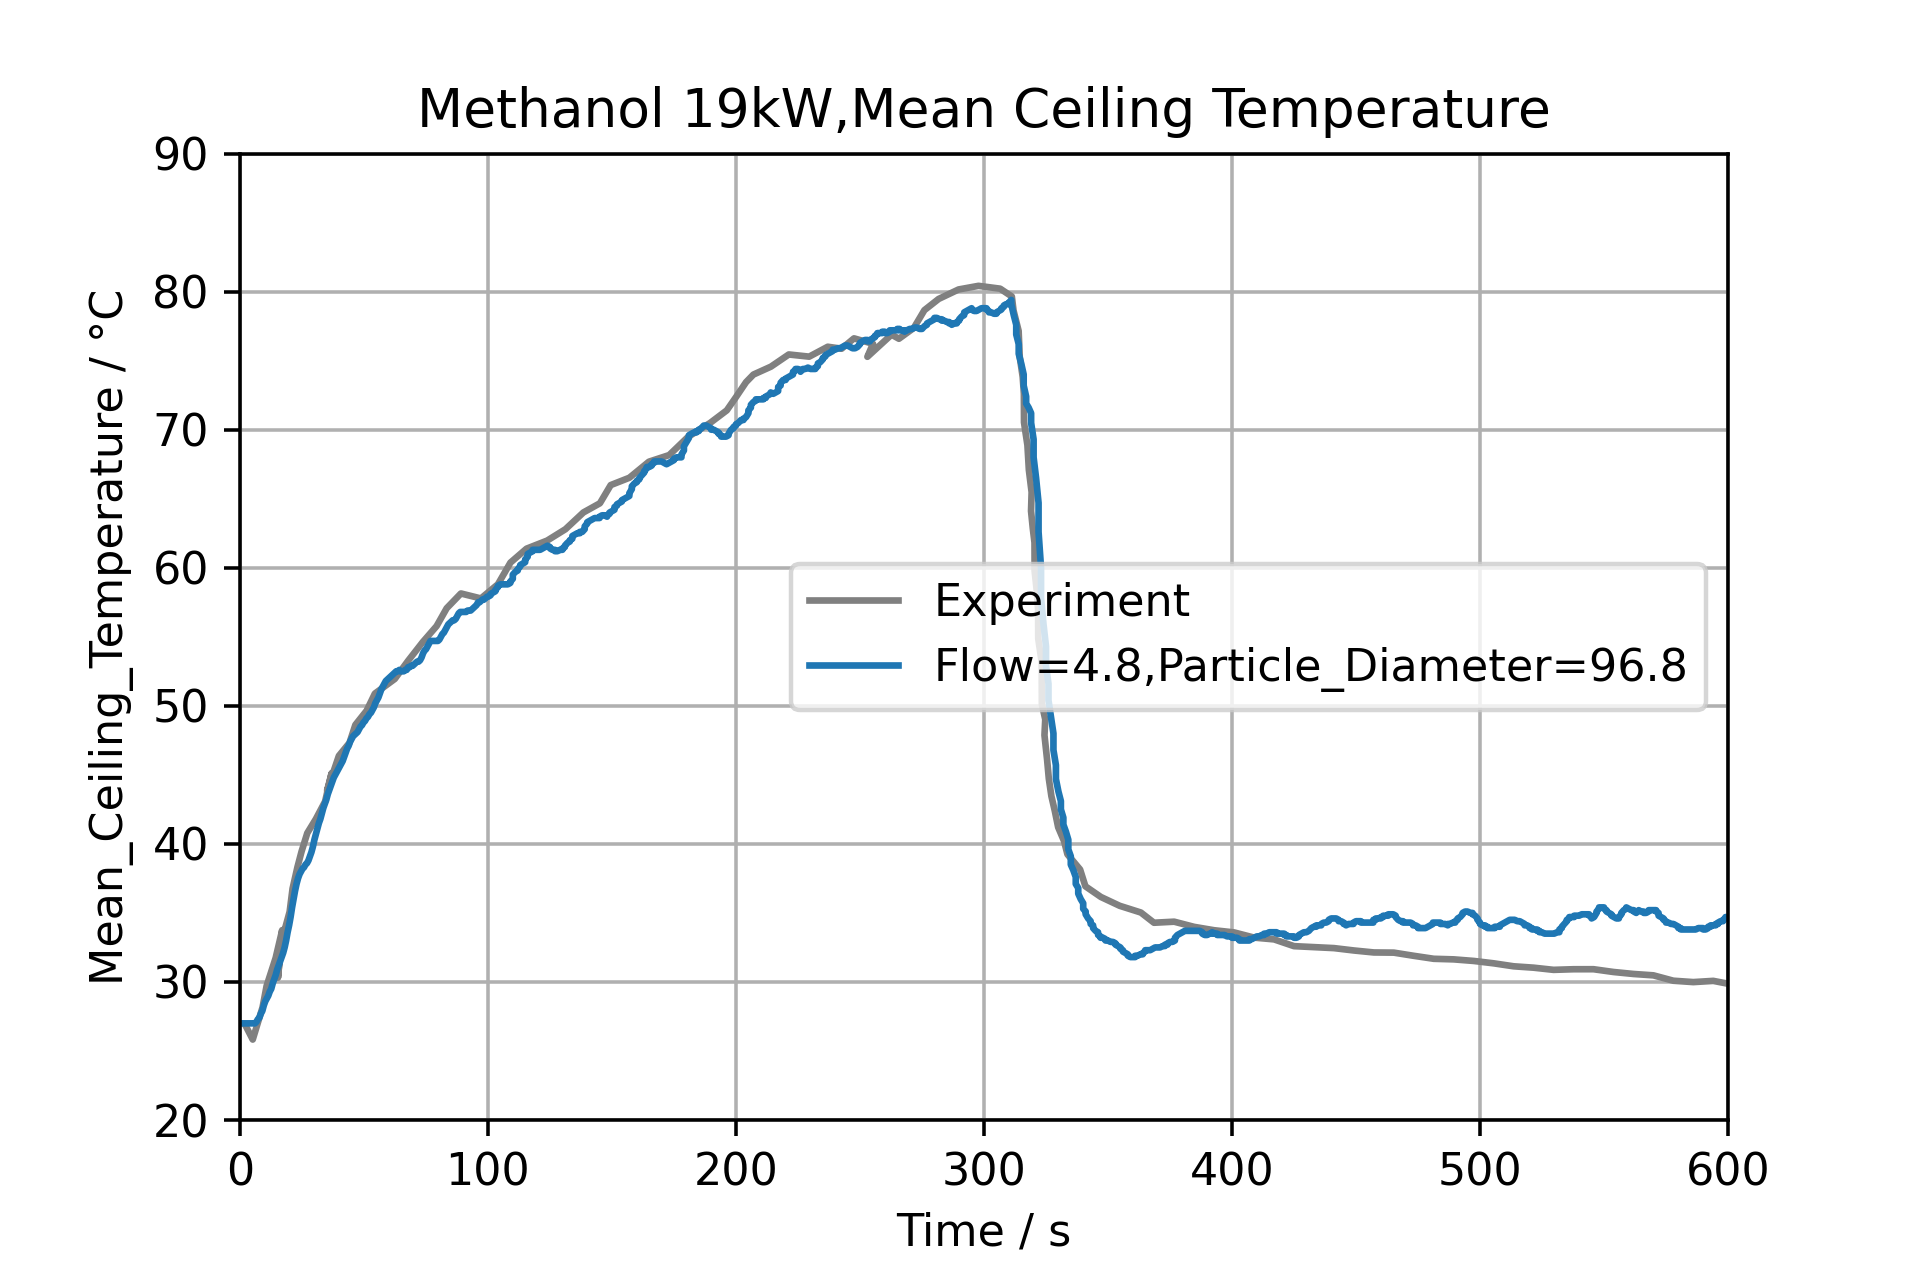 Methanol 19kW,Mean Ceiling Temperature
90
80
70
60
50
40
30
20
Mean_Ceiling_Temperature / °C
Experiment
Flow=4.8,Particle_Diameter=96.8
0 100 200 300 400 500 600
Time / s